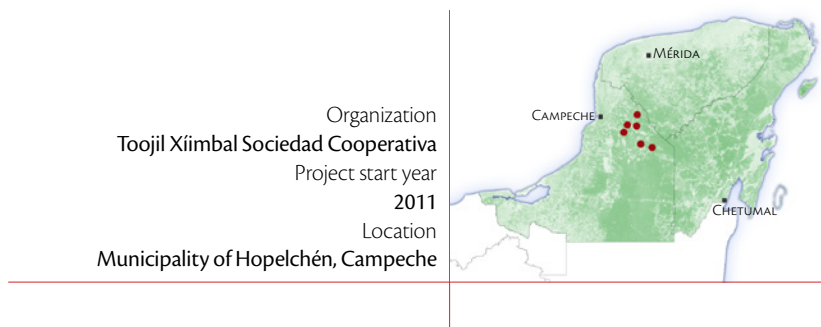 Organization
Toojil Xíimbal Sociedad Cooperativa
Project start year
2011
Location
Municipality of Hopelchén, Campeche
Mérida
Campeche
Chetumal